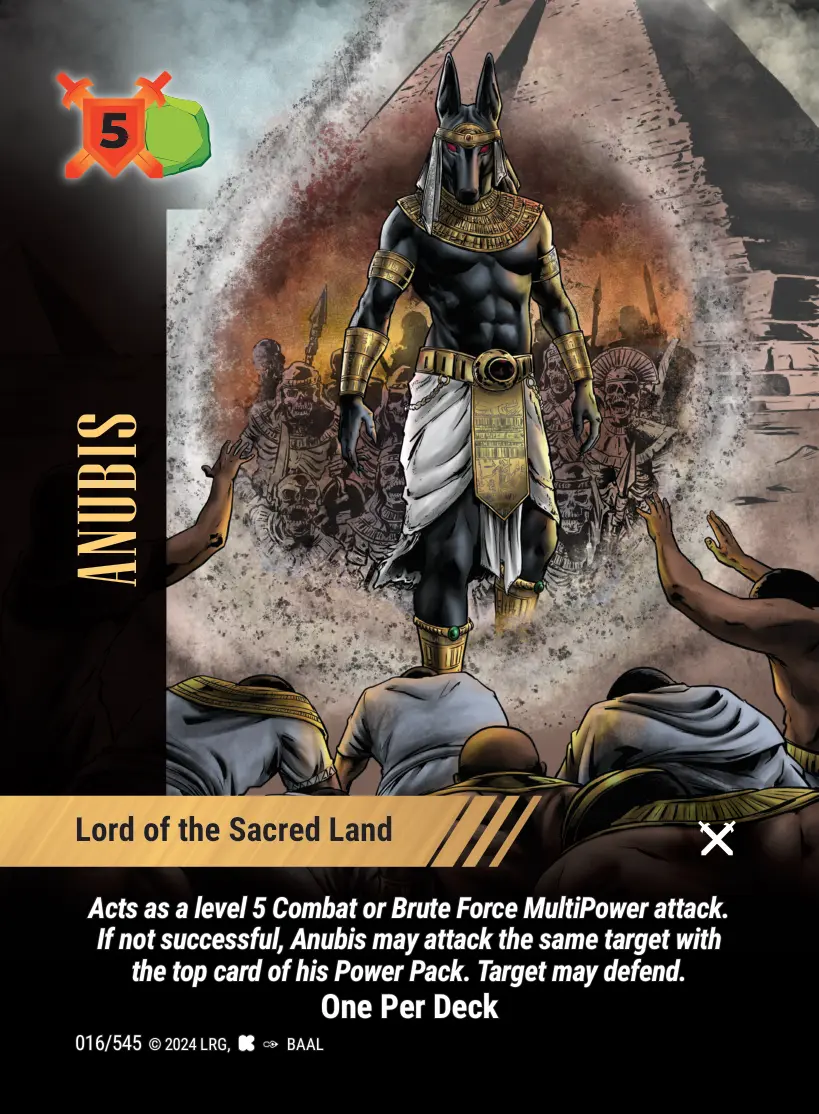 5
ANUBIS
Lord of the Sacred Land
Acts as a level 5 Combat or Brute Force MultiPower attack.
If not successful, Anubis may attack the same target with
the top card of his Power Pack. Target may defend.
One Per Deck
016/545 © 2024 LRG, BAAL